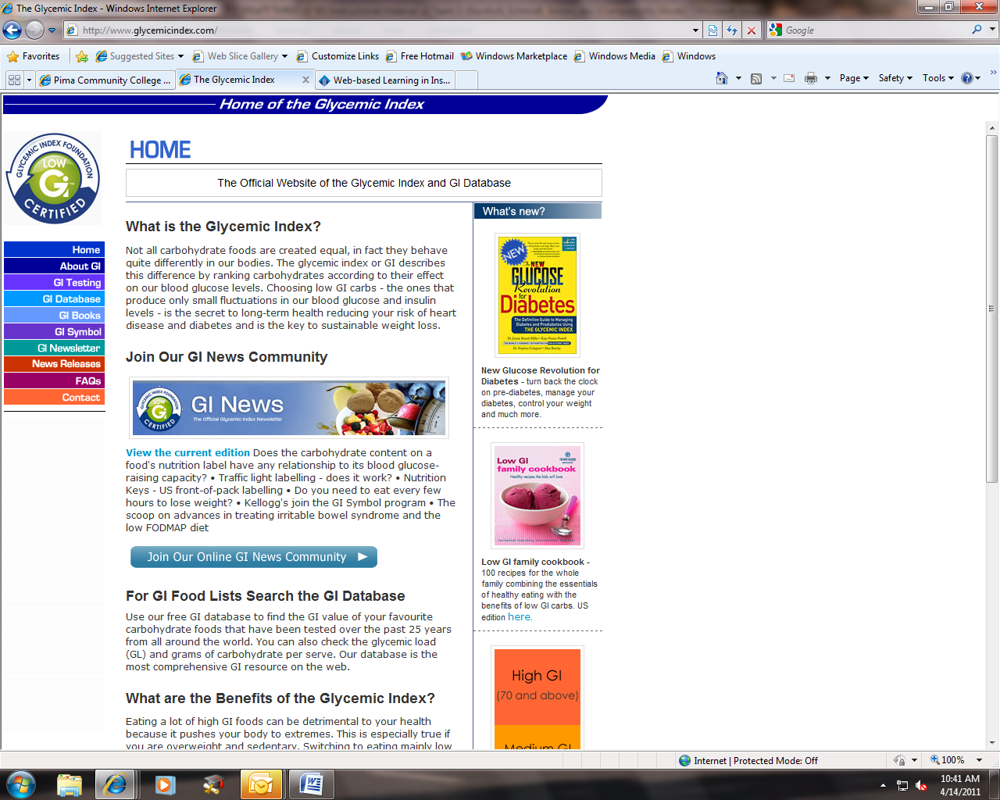 The Glycemic Index - Windows Internet Explorer
http://www.glycemicindex.com/
Google
Favorites
Suggested Sites
Web Slice Gallery
Customize Links
Free Hotmail
Windows Marketplace
Windows Media
Windows
Pima Community College ...
The Glycemic Index
Web-based Learning in Ins...
Page
Safety
Tools
Home of the Glycemic Index
GLYCEMIC INDEX FOUNDATION
LOW
Gi
TM
CERTIFIED
Home
About GI
GI Testing
GI Database
GI Books
GI Symbol
GI Newsletter
News Releases
FAQs
Contact
HOME
The Official Website of the Glycemic Index and GI Database
What is the Glycemic Index?
Not all carbohydrate foods are created equal, in fact they behave
quite differently in our bodies. The glycemic index or GI describes
this difference by ranking carbohydrates according to their effect
on our blood glucose levels. Choosing low GI carbs - the ones that
produce only small fluctuations in our blood glucose and insulin
levels - is the secret to long-term health reducing your risk of heart
disease and diabetes and is the key to sustainable weight loss.
Join Our GI News Community
GLYCEMIC INDEX FOUNDATION
LOW
Gi
CERTIFIED
GI News
The Official Glycemic Index Newsletter
View the current edition Does the carbohydrate content on a
food's nutrition label have any relationship to its blood glucose-
raising capacity? • Traffic light labelling - does it work? • Nutrition
Keys - US front-of-pack labelling • Do you need to eat every few
hours to lose weight? • Kellogg's join the GI Symbol program • The
scoop on advances in treating irritable bowel syndrome and the
low FODMAP diet
Join Our Online GI News Community
For GI Food Lists Search the GI Database
Use our free GI database to find the GI value of your favourite
carbohydrate foods that have been tested over the past 25 years
from all around the world. You can also check the glycemic load
(GL) and grams of carbohydrate per serve. Our database is the
most comprehensive GI resource on the web.
What are the Benefits of the Glycemic Index?
Eating a lot of high GI foods can be detrimental to your health
because it pushes your body to extremes. This is especially true if
you are overweight and sedentary. Switching to eating mainly low
What's new?
NEW
THE NEW
GLUCOSE
Revolution
for
Diabetes
The Definitive Guide to Managing
Diabetes and Prediabetes Using
THE GLYCEMIC INDEX
New Glucose Revolution for
Diabetes - turn back the clock
on pre-diabetes, manage your
diabetes, control your weight
and much more.
Low GI
family cookbook
Healthy recipes the kids will love
Low GI family cookbook -
100 recipes for the whole
family combining the essentials
of healthy eating with the
benefits of low GI carbs. US
edition here.
High GI
(70 and above)
Medium GI
Internet | Protected Mode: Off
100%
10:41 AM
4/14/2011